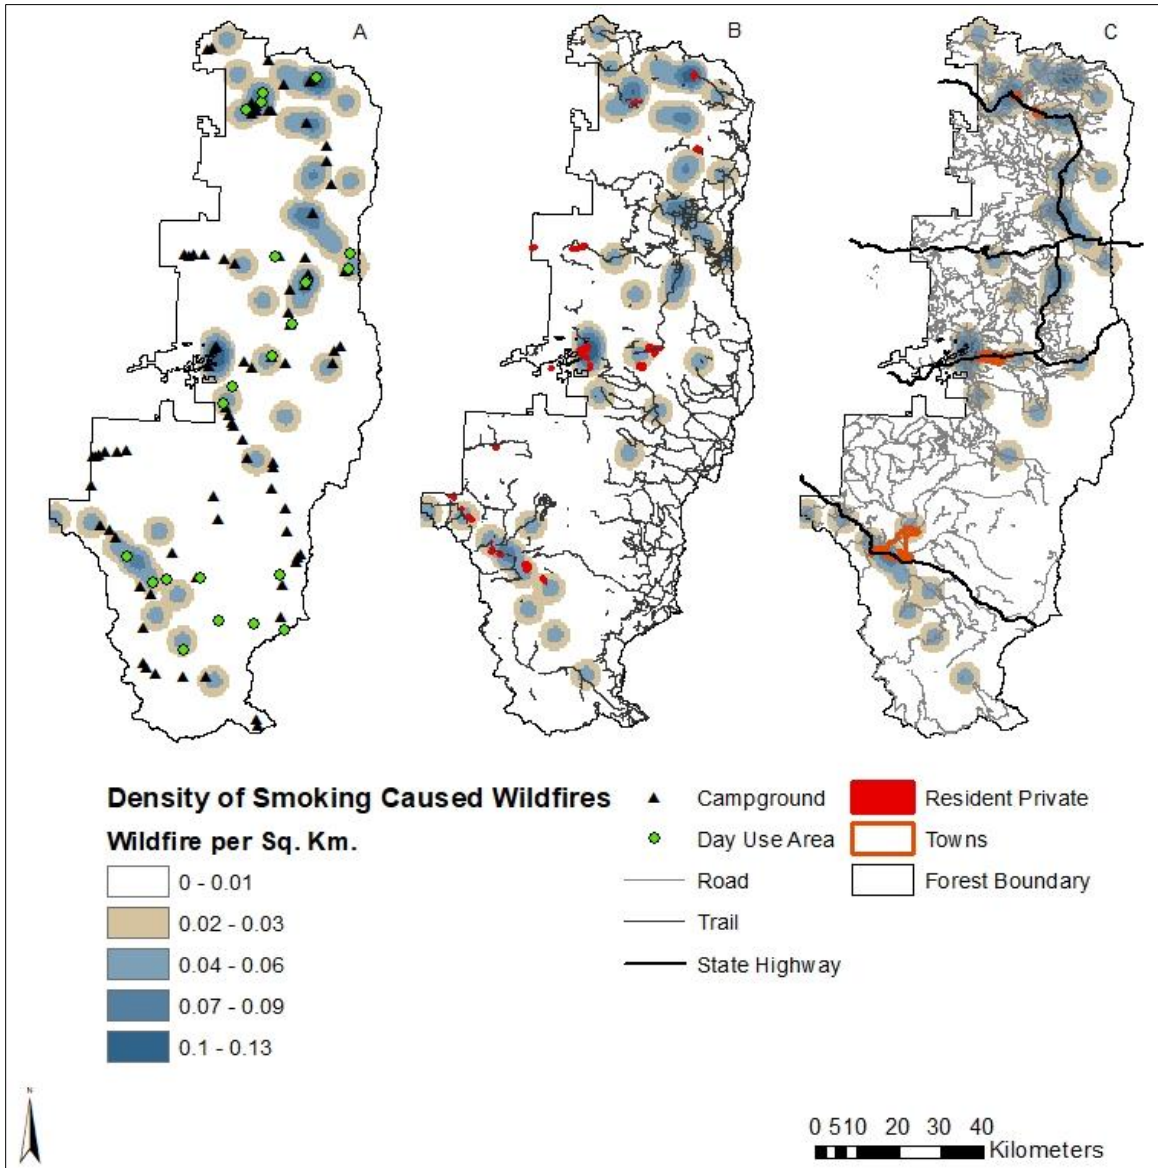 A
B
C
Density of Smoking Caused Wildfires
Wildfire per Sq. Km.
0 - 0.01
0.02 - 0.03
0.04 - 0.06
0.07 - 0.09
0.1 - 0.13
Campground
Day Use Area
Road
Trail
State Highway
Resident Private
Towns
Forest Boundary
N
0 510 20 30 40
Kilometers